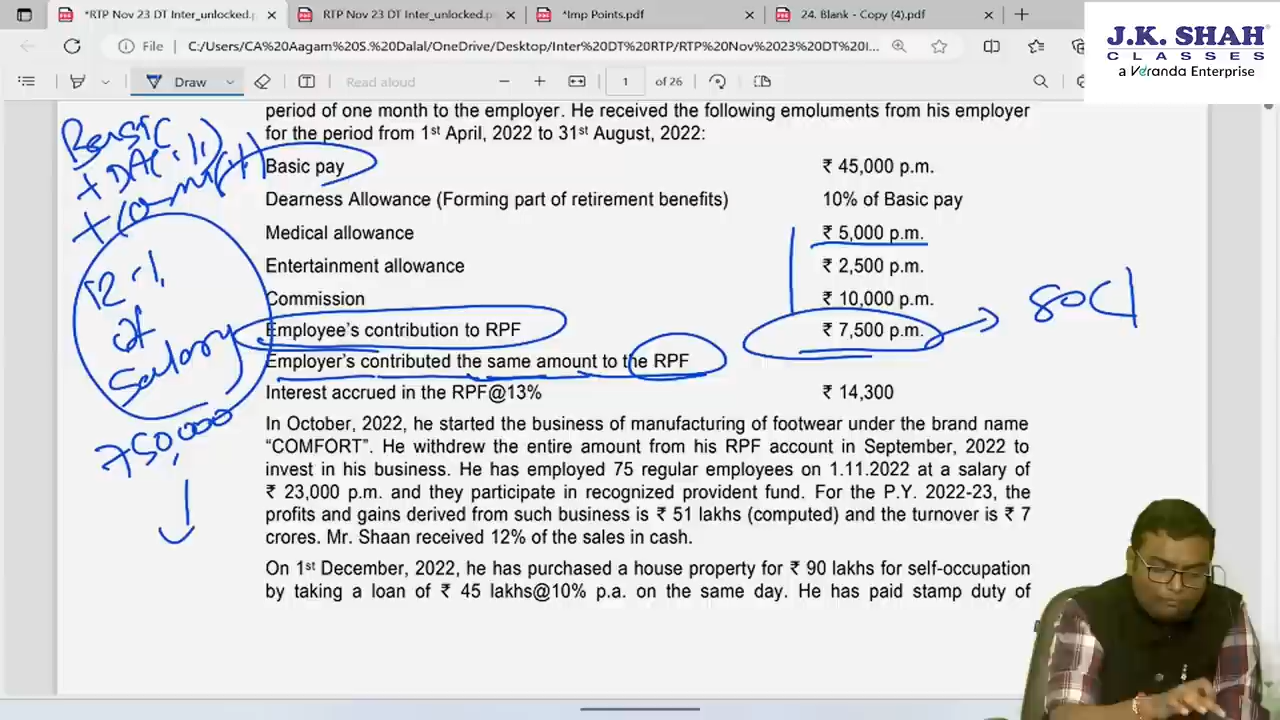 *RTP Nov 23 DT Inter_unlocked.p
RTP Nov 23 DT Inter_unlocked.p
*Imp Points.pdf
24. Blank - Copy (4).pdf
J.K. SHAH
CLASSES
a Veranda Enterprise
File
C:/Users/CA%20Aagam%20S.%20Dalal/OneDrive/Desktop/Inter%20DT%20RTP/RTP%20Nov%2023%20DT%20I...
Draw
Read aloud
1 of 26
period of one month to the employer. He received the following emoluments from his employer
for the period from 1st April, 2022 to 31st August, 2022:
Basic pay ₹ 45,000 p.m.
Dearness Allowance (Forming part of retirement benefits) 10% of Basic pay
Medical allowance ₹ 5,000 p.m.
Entertainment allowance ₹ 2,500 p.m.
Commission ₹ 10,000 p.m.
Employee's contribution to RPF ₹ 7,500 p.m.
Employer's contributed the same amount to the RPF
Interest accrued in the RPF@13% ₹ 14,300
In October, 2022, he started the business of manufacturing of footwear under the brand name
“COMFORT”. He withdrew the entire amount from his RPF account in September, 2022 to
invest in his business. He has employed 75 regular employees on 1.11.2022 at a salary of
₹ 23,000 p.m. and they participate in recognized provident fund. For the P.Y. 2022-23, the
profits and gains derived from such business is ₹ 51 lakhs (computed) and the turnover is ₹ 7
crores. Mr. Shaan received 12% of the sales in cash.
On 1st December, 2022, he has purchased a house property for ₹ 90 lakhs for self-occupation
by taking a loan of ₹ 45 lakhs@10% p.a. on the same day. He has paid stamp duty of
Basic
+ DA(%)
12%
of
Salary
750,000
80C